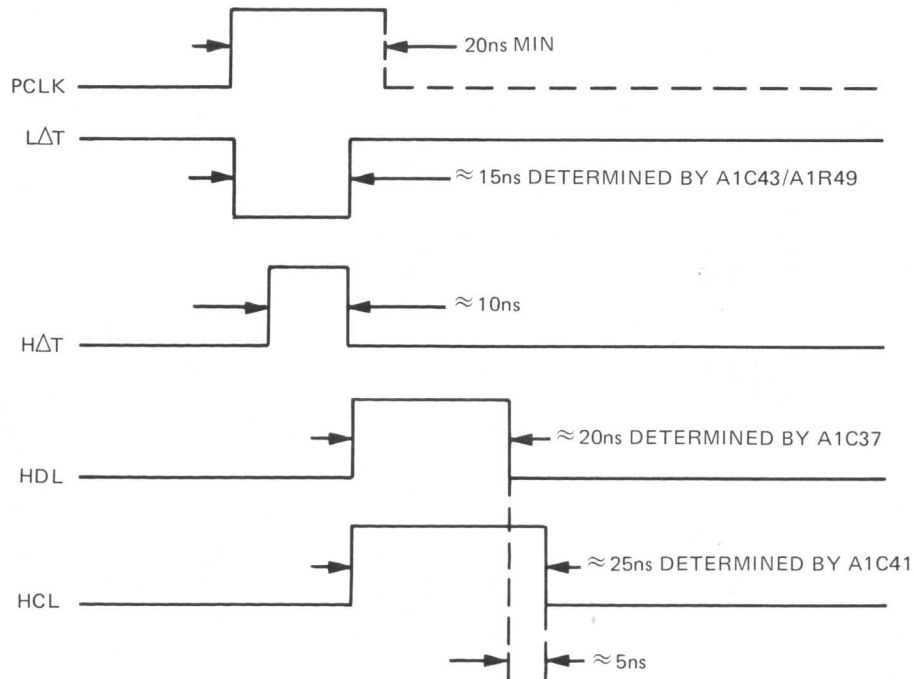 20ns MIN
PCLK
L△T
≈ 15ns DETERMINED BY A1C43/A1R49
≈ 10ns
H△T
≈ 20ns DETERMINED BY A1C37
HDL
≈ 25ns DETERMINED BY A1C41
HCL
≈ 5ns